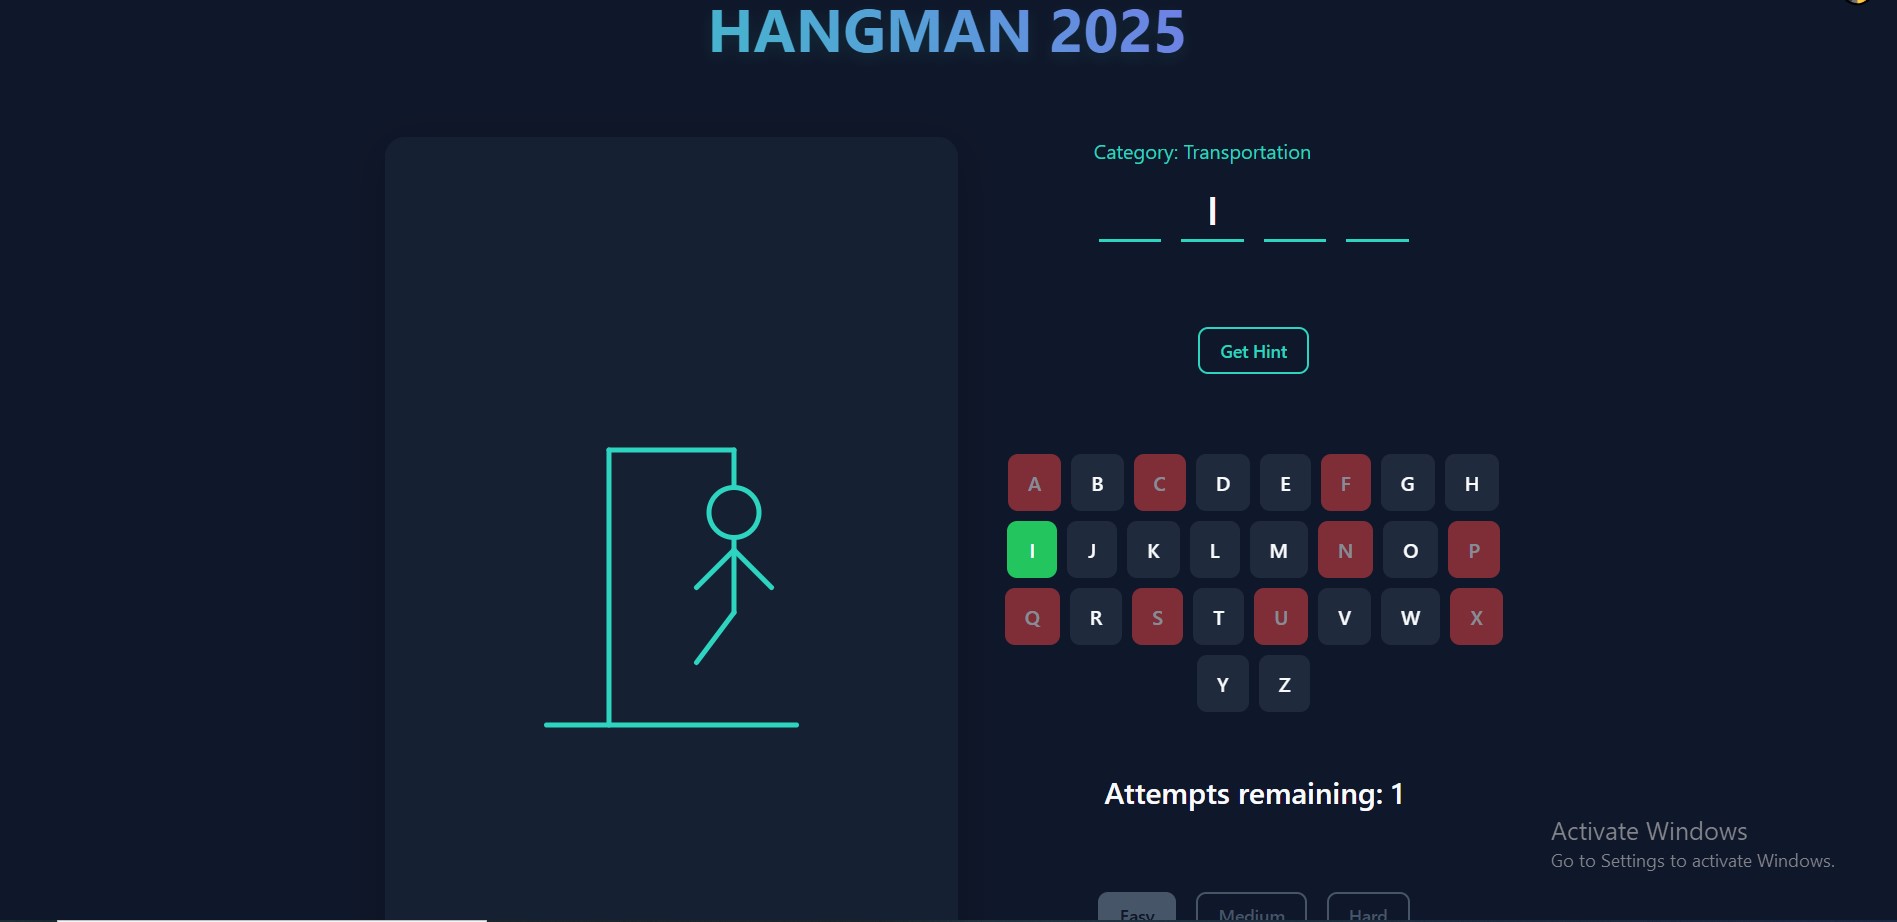 HANGMAN 2025
Category: Transportation
I
Get Hint
A B C D E F G H
I J K L M N O P
Q R S T U V W X
Y Z
Attempts remaining: 1
Activate Windows
Go to Settings to activate Windows.
Easy Medium Hard